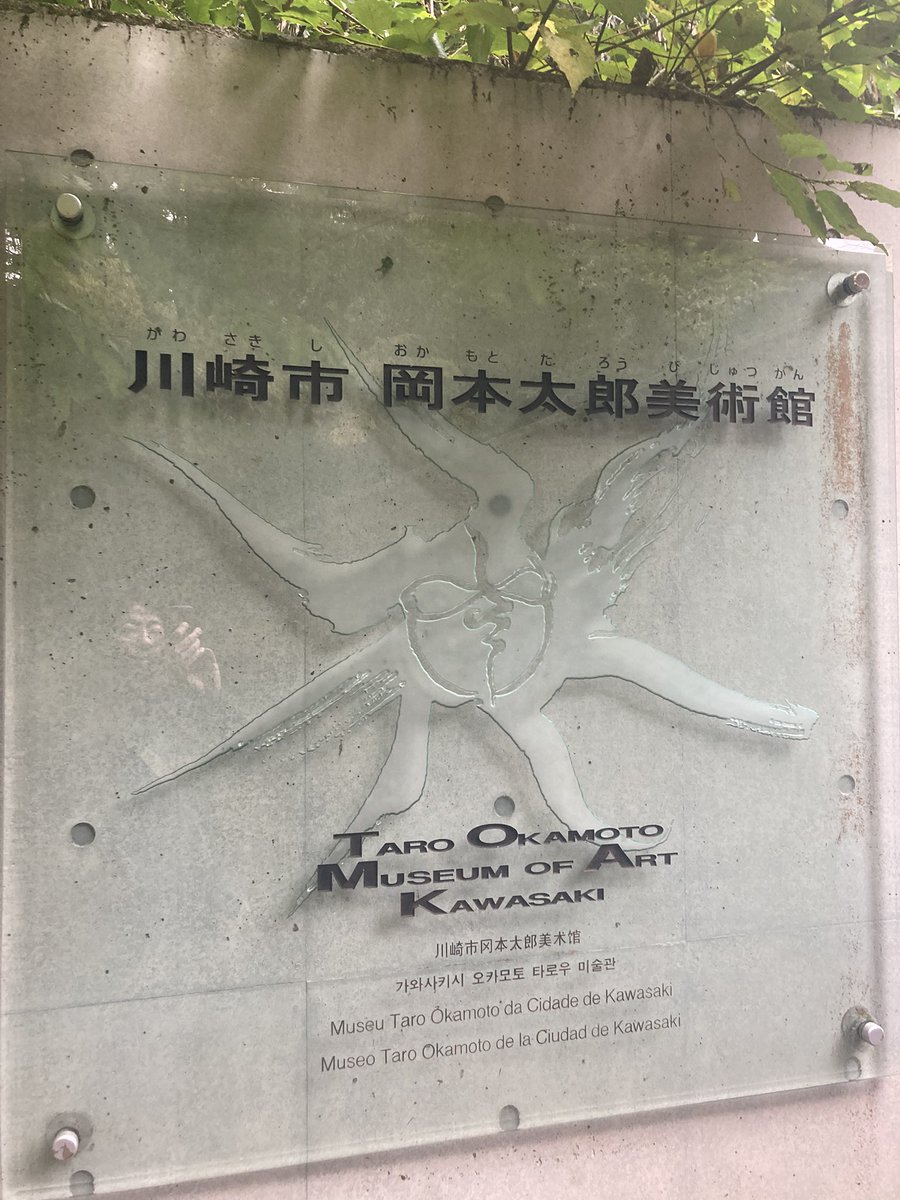 がわ さき し おか もと た ろう び じゅつ かん
川崎市 岡本太郎美術館
TARO OKAMOTO
MUSEUM OF ART
KAWASAKI
川崎市冈本太郎美术馆
가와사키시 오카모토 타로우 미술관
Museu Taro Okamoto da Cidade de Kawasaki
Museo Taro Okamoto de la Ciudad de Kawasaki